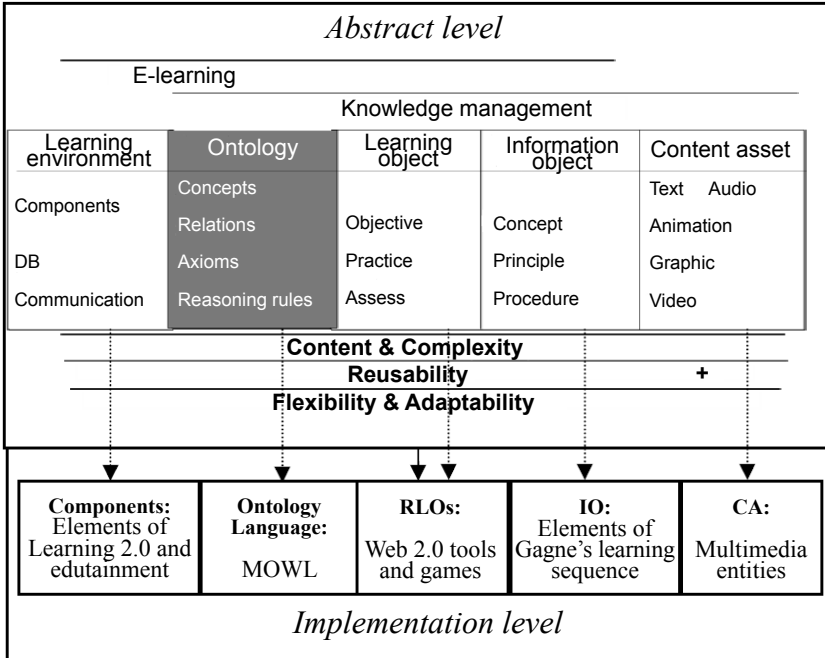 Abstract level
E-learning
Knowledge management
Learning
environment
Ontology
Learning
object
Information
object
Content asset
Components
DB
Communication
Concepts
Relations
Axioms
Reasoning rules
Objective
Practice
Assess
Concept
Principle
Procedure
Text Audio
Animation
Graphic
Video
Content & Complexity
Reusability +
Flexibility & Adaptability
Components:
Elements of
Learning 2.0 and
edutainment
Ontology
Language:
MOWL
RLOs:
Web 2.0 tools
and games
IO:
Elements of
Gagne’s learning
sequence
CA:
Multimedia
entities
Implementation level